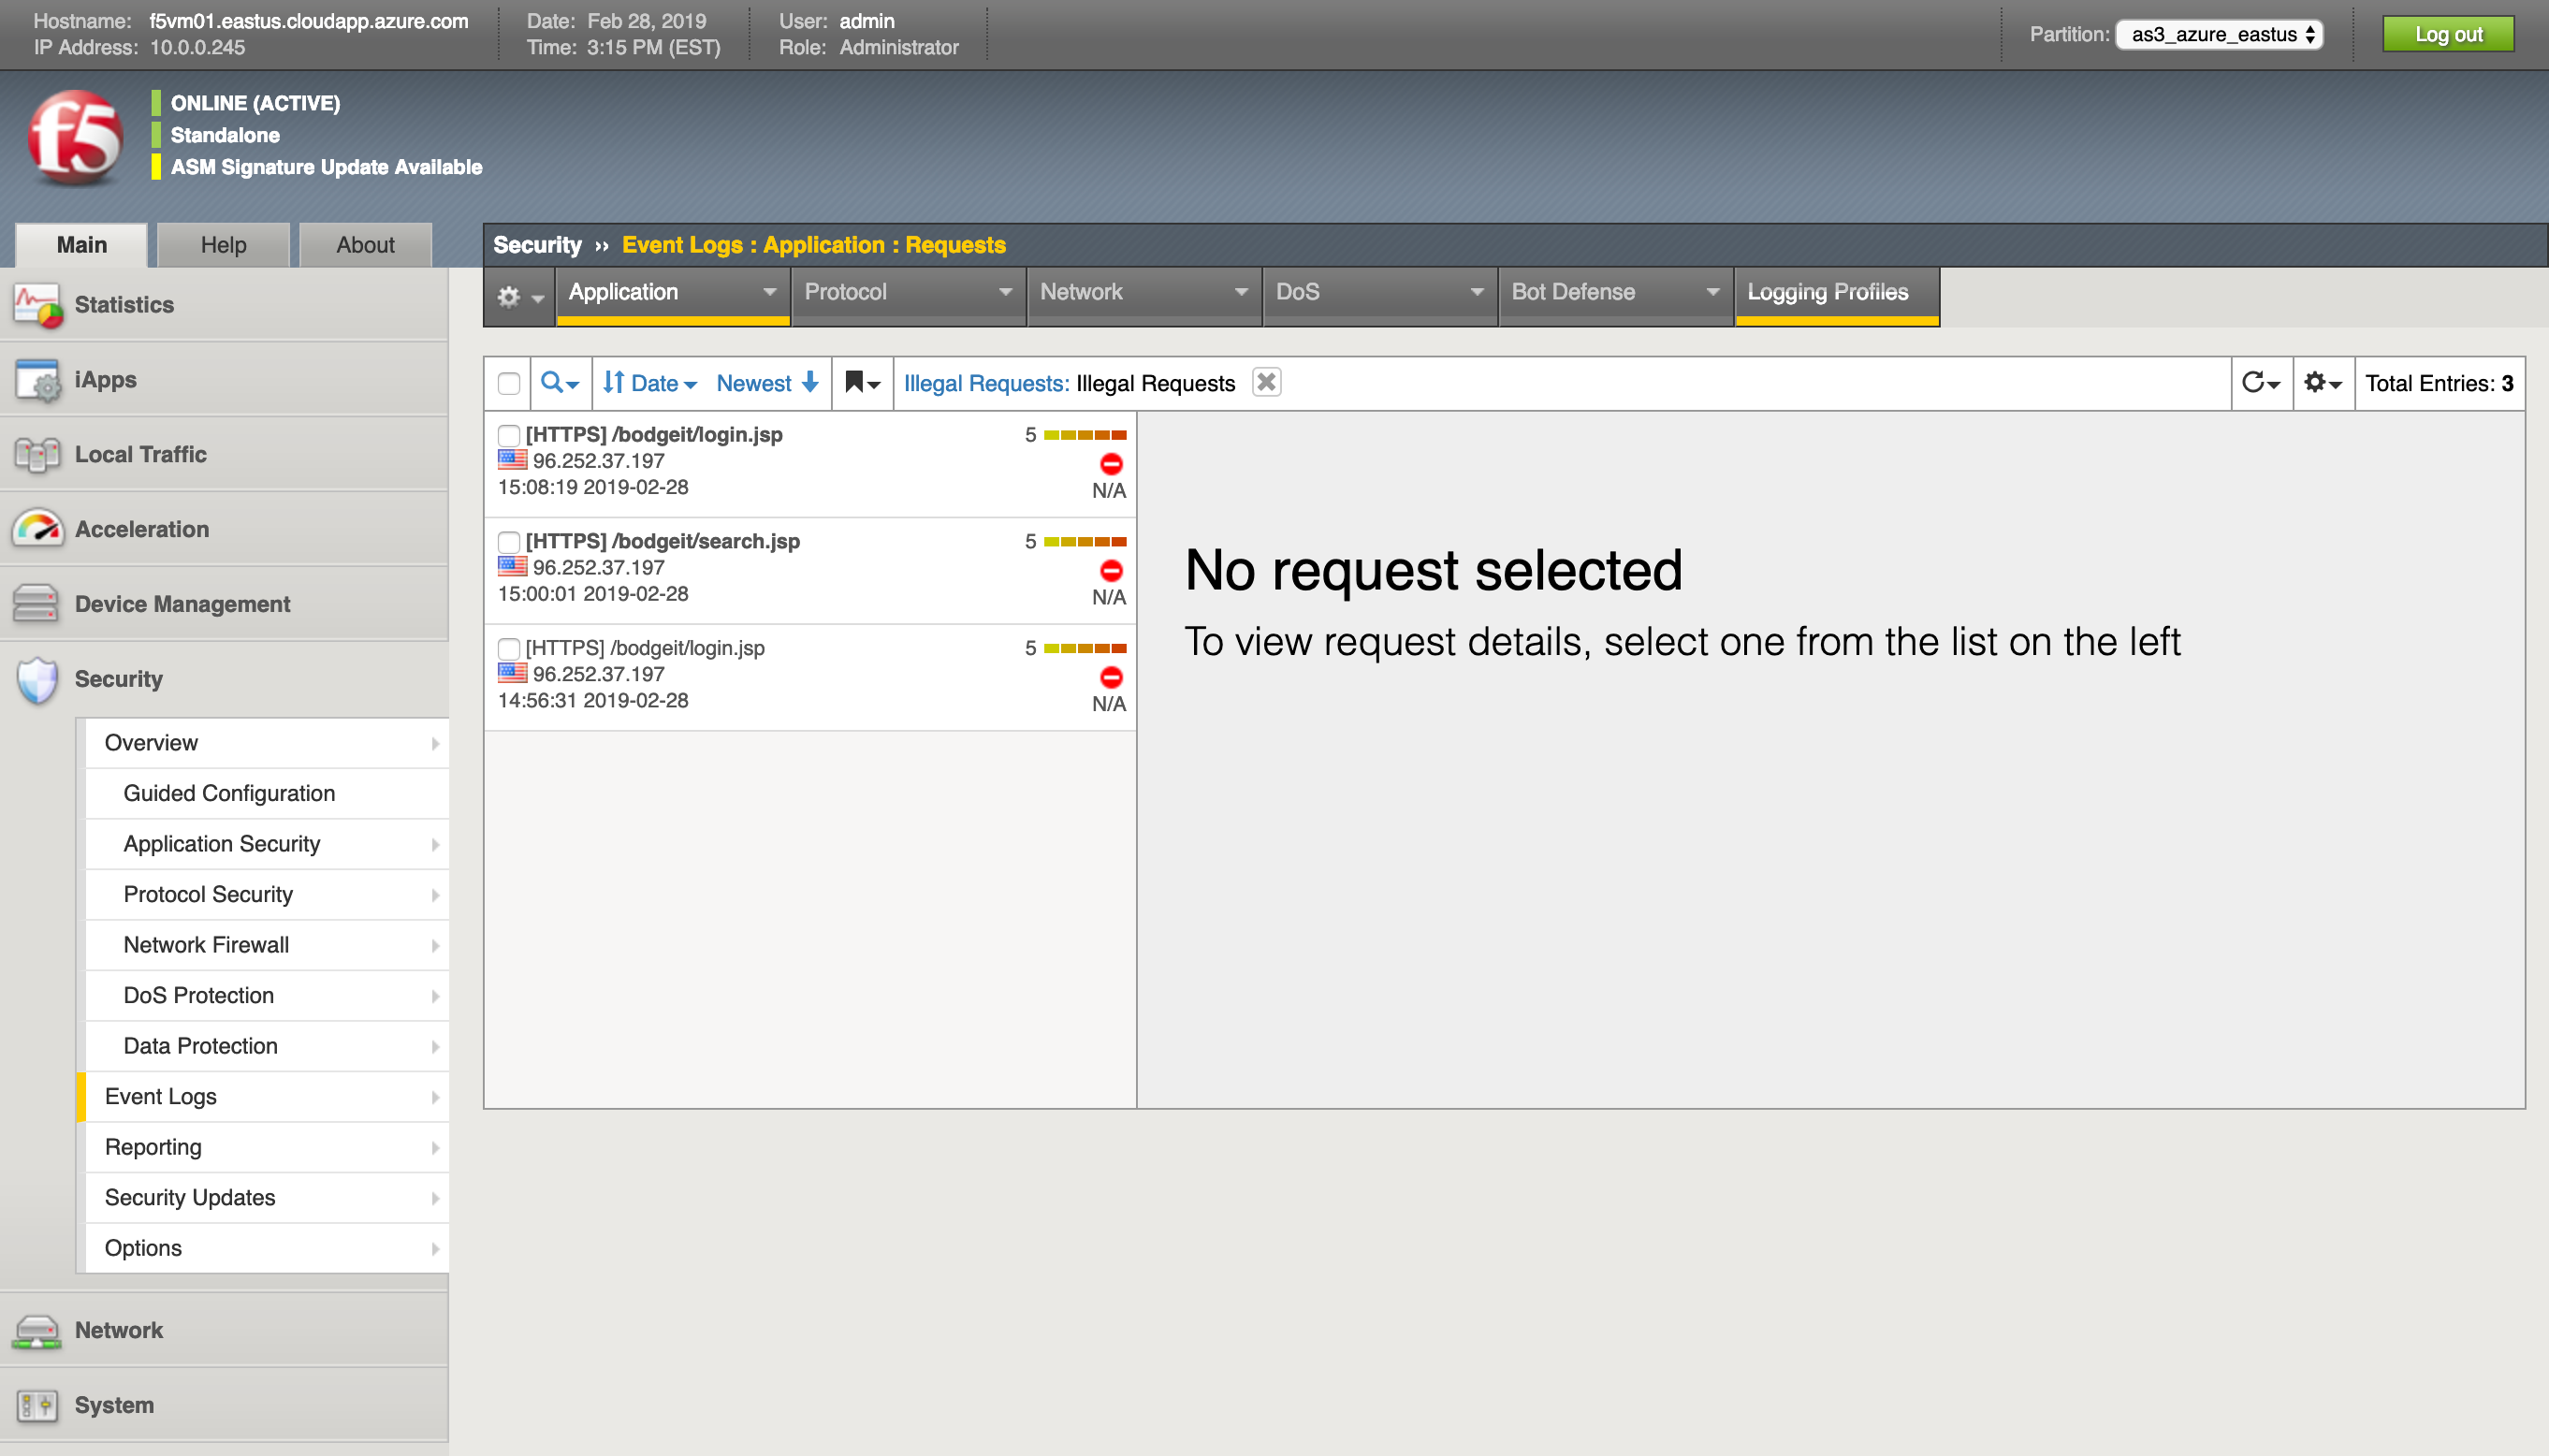 Hostname: f5vm01.eastus.cloudapp.azure.com
IP Address: 10.0.0.245
Date: Feb 28, 2019
Time: 3:15 PM (EST)
User: admin
Role: Administrator
Partition: as3_azure_eastus
Log out
f5
ONLINE (ACTIVE)
Standalone
ASM Signature Update Available
Main Help About
Security ›› Event Logs : Application : Requests
Application Protocol Network DoS Bot Defense Logging Profiles
Statistics
iApps
Local Traffic
Acceleration
Device Management
Security
Overview
Guided Configuration
Application Security
Protocol Security
Network Firewall
DoS Protection
Data Protection
Event Logs
Reporting
Security Updates
Options
Network
System
Date Newest Illegal Requests: Illegal Requests Total Entries: 3
[HTTPS] /bodgeit/login.jsp 5
96.252.37.197
15:08:19 2019-02-28 N/A
[HTTPS] /bodgeit/search.jsp 5
96.252.37.197
15:00:01 2019-02-28 N/A
[HTTPS] /bodgeit/login.jsp 5
96.252.37.197
14:56:31 2019-02-28 N/A
No request selected
To view request details, select one from the list on the left